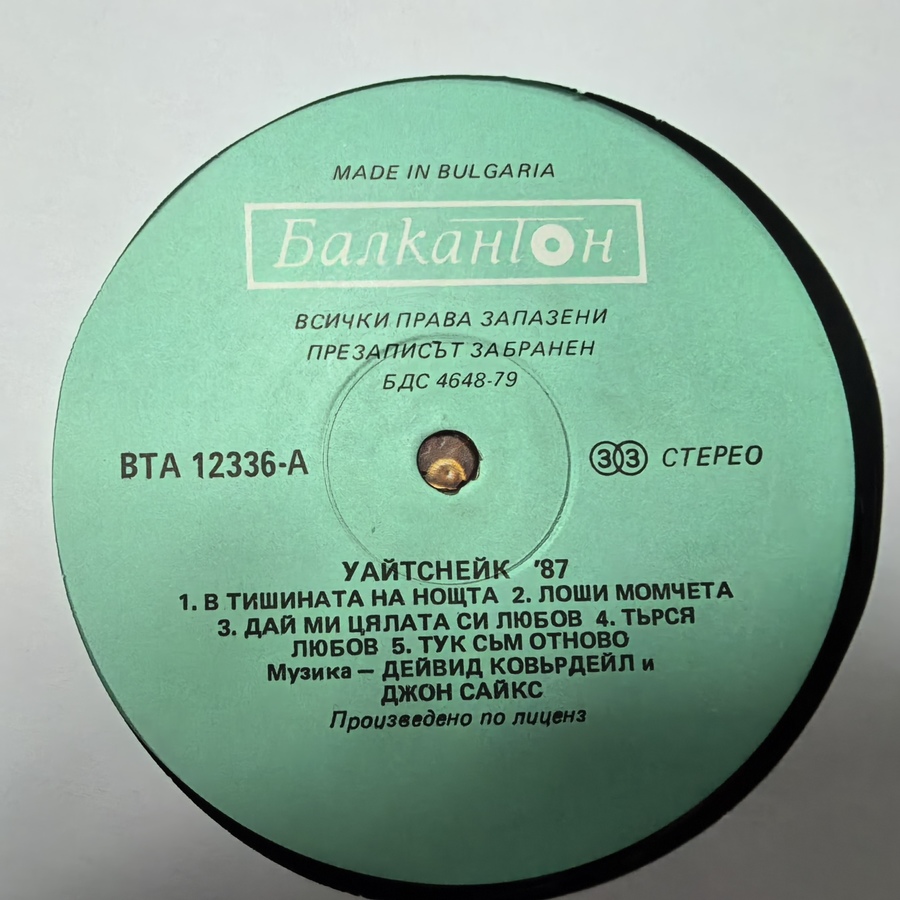 MADE IN BULGARIA
Балкантон
ВСИЧКИ ПРАВА ЗАПАЗЕНИ
ПРЕЗАПИСЪТ ЗАБРАНЕН
БДС 4648-79
ВТА 12336-А
33 СТЕРЕО
УАЙТСНЕЙК '87
1. В ТИШИНАТА НА НОЩТА 2. ЛОШИ МОМЧЕТА
3. ДАЙ МИ ЦЯЛАТА СИ ЛЮБОВ 4. ТЪРСЯ
ЛЮБОВ 5. ТУК СЪМ ОТНОВО
Музика – ДЕЙВИД КОВЪРДЕЙЛ и
ДЖОН САЙКС
Произведено по лиценз